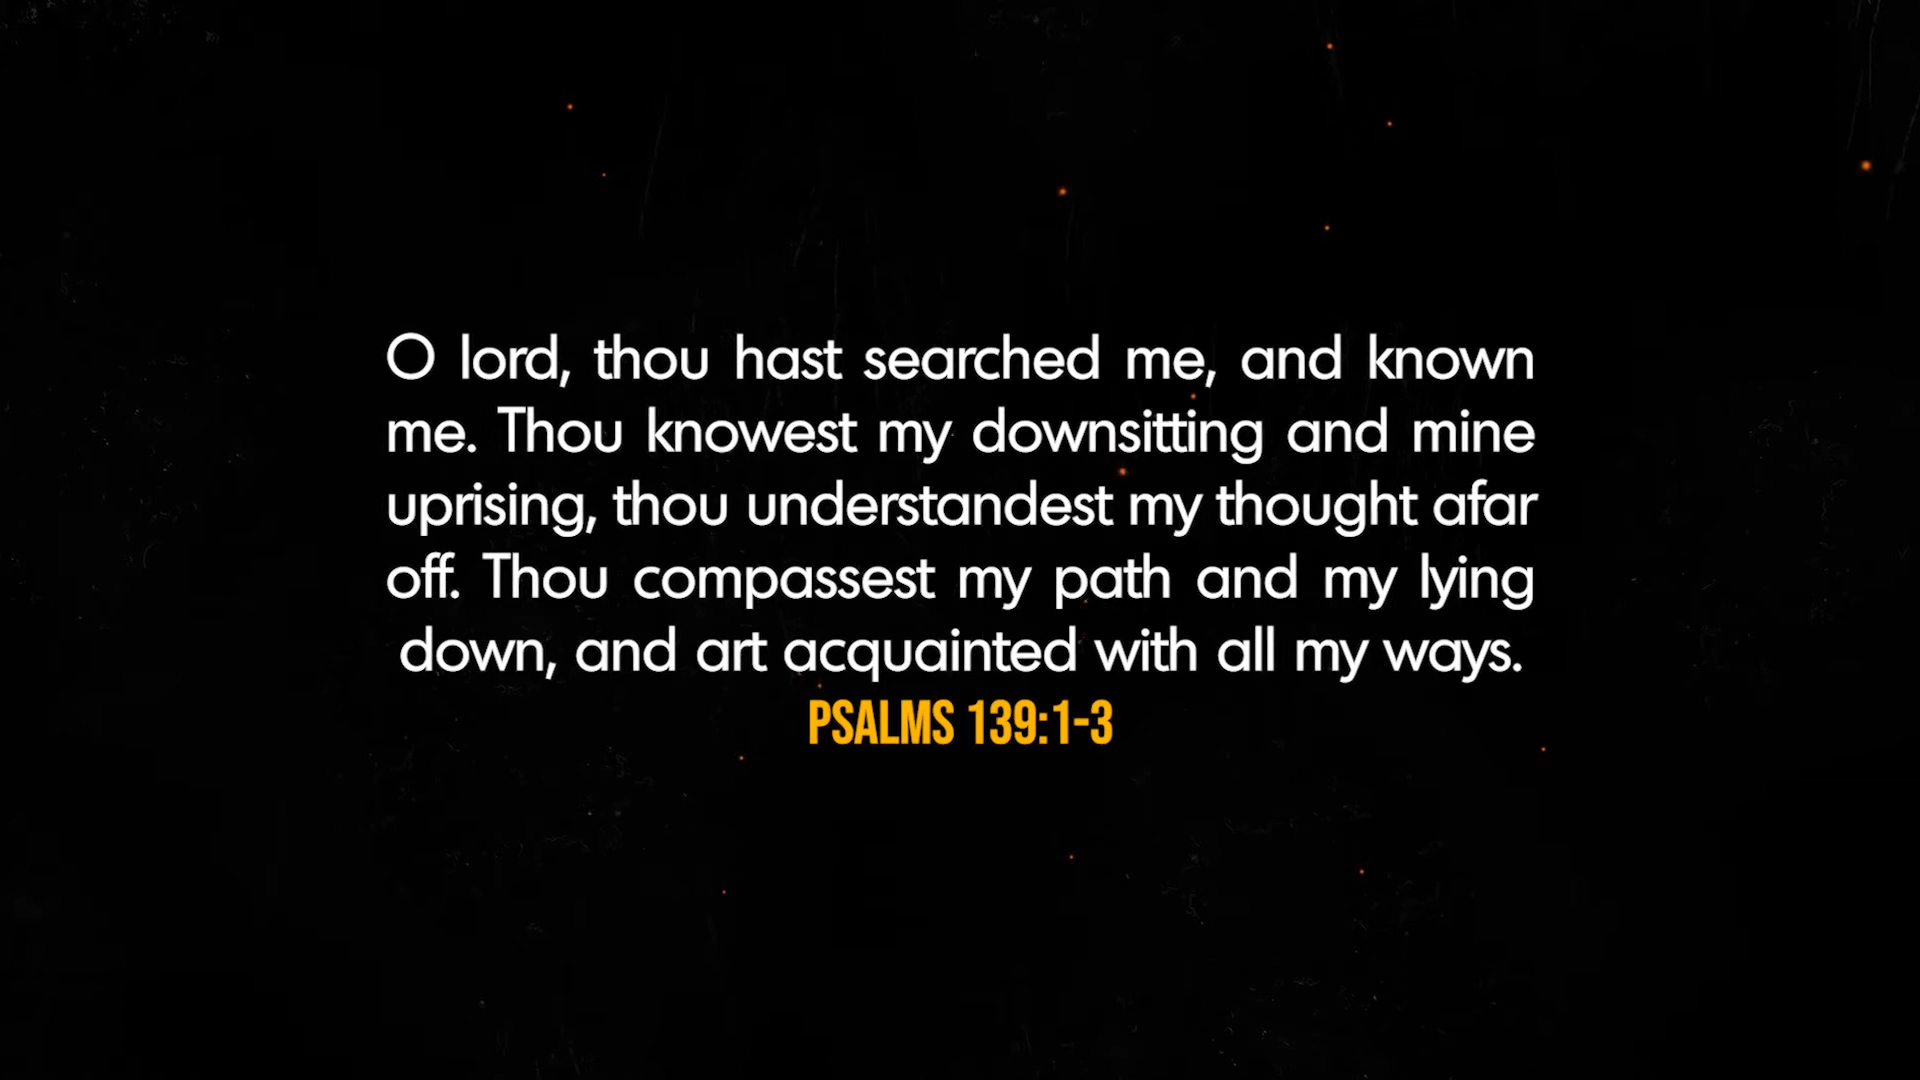 O lord, thou hast searched me, and known
me. Thou knowest my downsitting and mine
uprising, thou understandest my thought afar
off. Thou compassest my path and my lying
down, and art acquainted with all my ways.
PSALMS 139:1-3